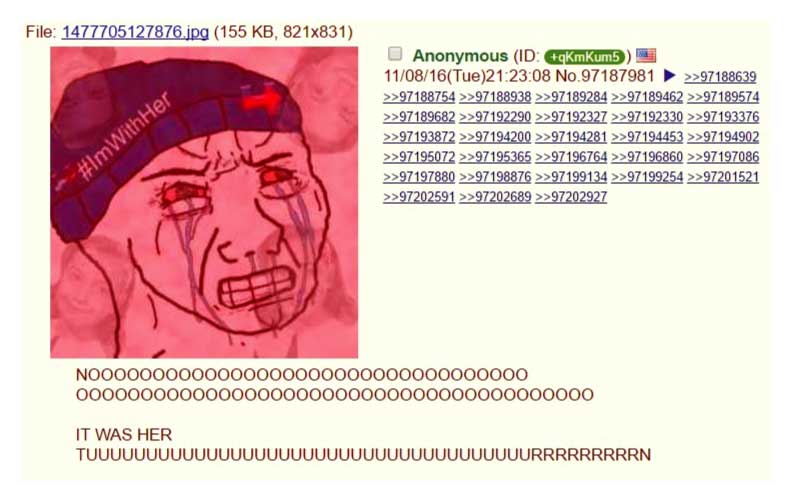 File: 1477705127876.jpg (155 KB, 821x831)
#ImWithHer
Anonymous (ID: +qKmKum5)
11/08/16(Tue)21:23:08 No.97187981 ▶ >>97188639
>>97188754 >>97188938 >>97189284 >>97189462 >>97189574
>>97189682 >>97192290 >>97192327 >>97192330 >>97193376
>>97193872 >>97194200 >>97194281 >>97194453 >>97194902
>>97195072 >>97195365 >>97196764 >>97196860 >>97197086
>>97197880 >>97198876 >>97199134 >>97199254 >>97201521
>>97202591 >>97202689 >>97202927
NOOOOOOOOOOOOOOOOOOOOOOOOOOOOOOOOOO
OOOOOOOOOOOOOOOOOOOOOOOOOOOOOOOOOOOOOOOO
IT WAS HER
TUUUUUUUUUUUUUUUUUUUUUUUUUUUUUUUUUUUUURRRRRRRRRN